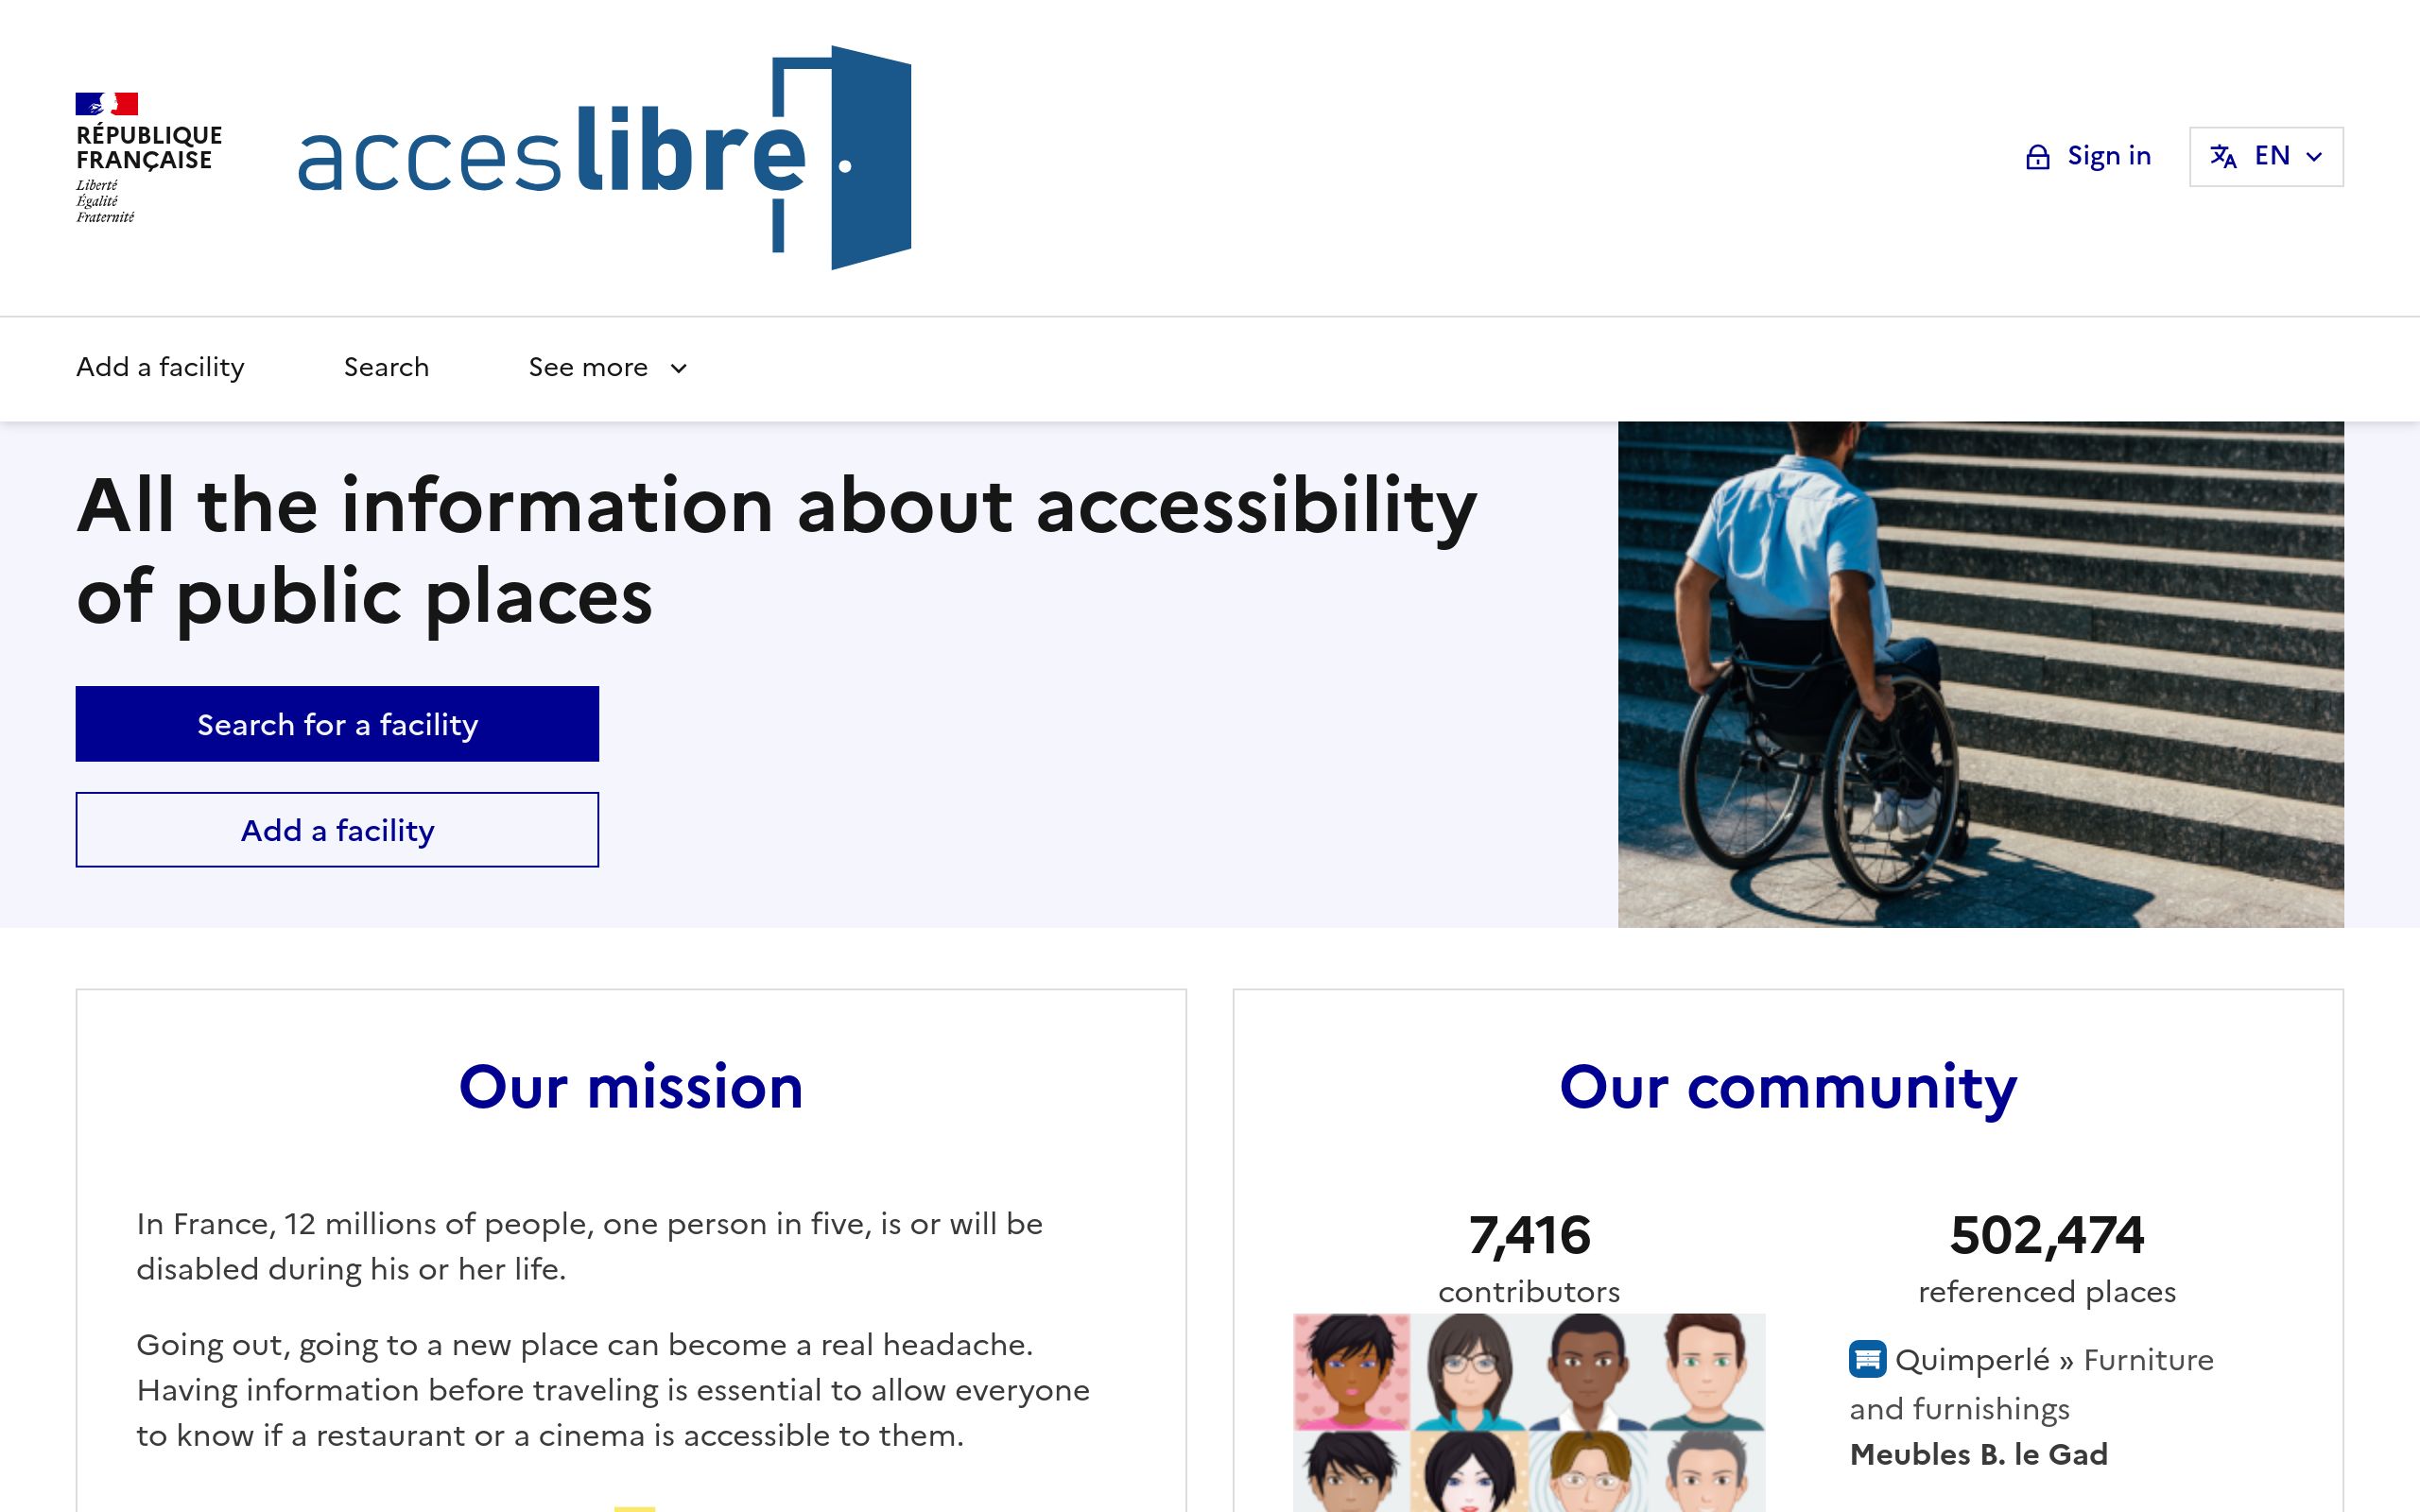 RÉPUBLIQUE
FRANÇAISE
Liberté
Égalité
Fraternité
acceslibre
Sign in
EN
Add a facility
Search
See more
All the information about accessibility
of public places
Search for a facility
Add a facility
Our mission
In France, 12 millions of people, one person in five, is or will be
disabled during his or her life.
Going out, going to a new place can become a real headache.
Having information before traveling is essential to allow everyone
to know if a restaurant or a cinema is accessible to them.
Our community
7,416
contributors
502,474
referenced places
Quimperlé » Furniture
and furnishings
Meubles B. le Gad